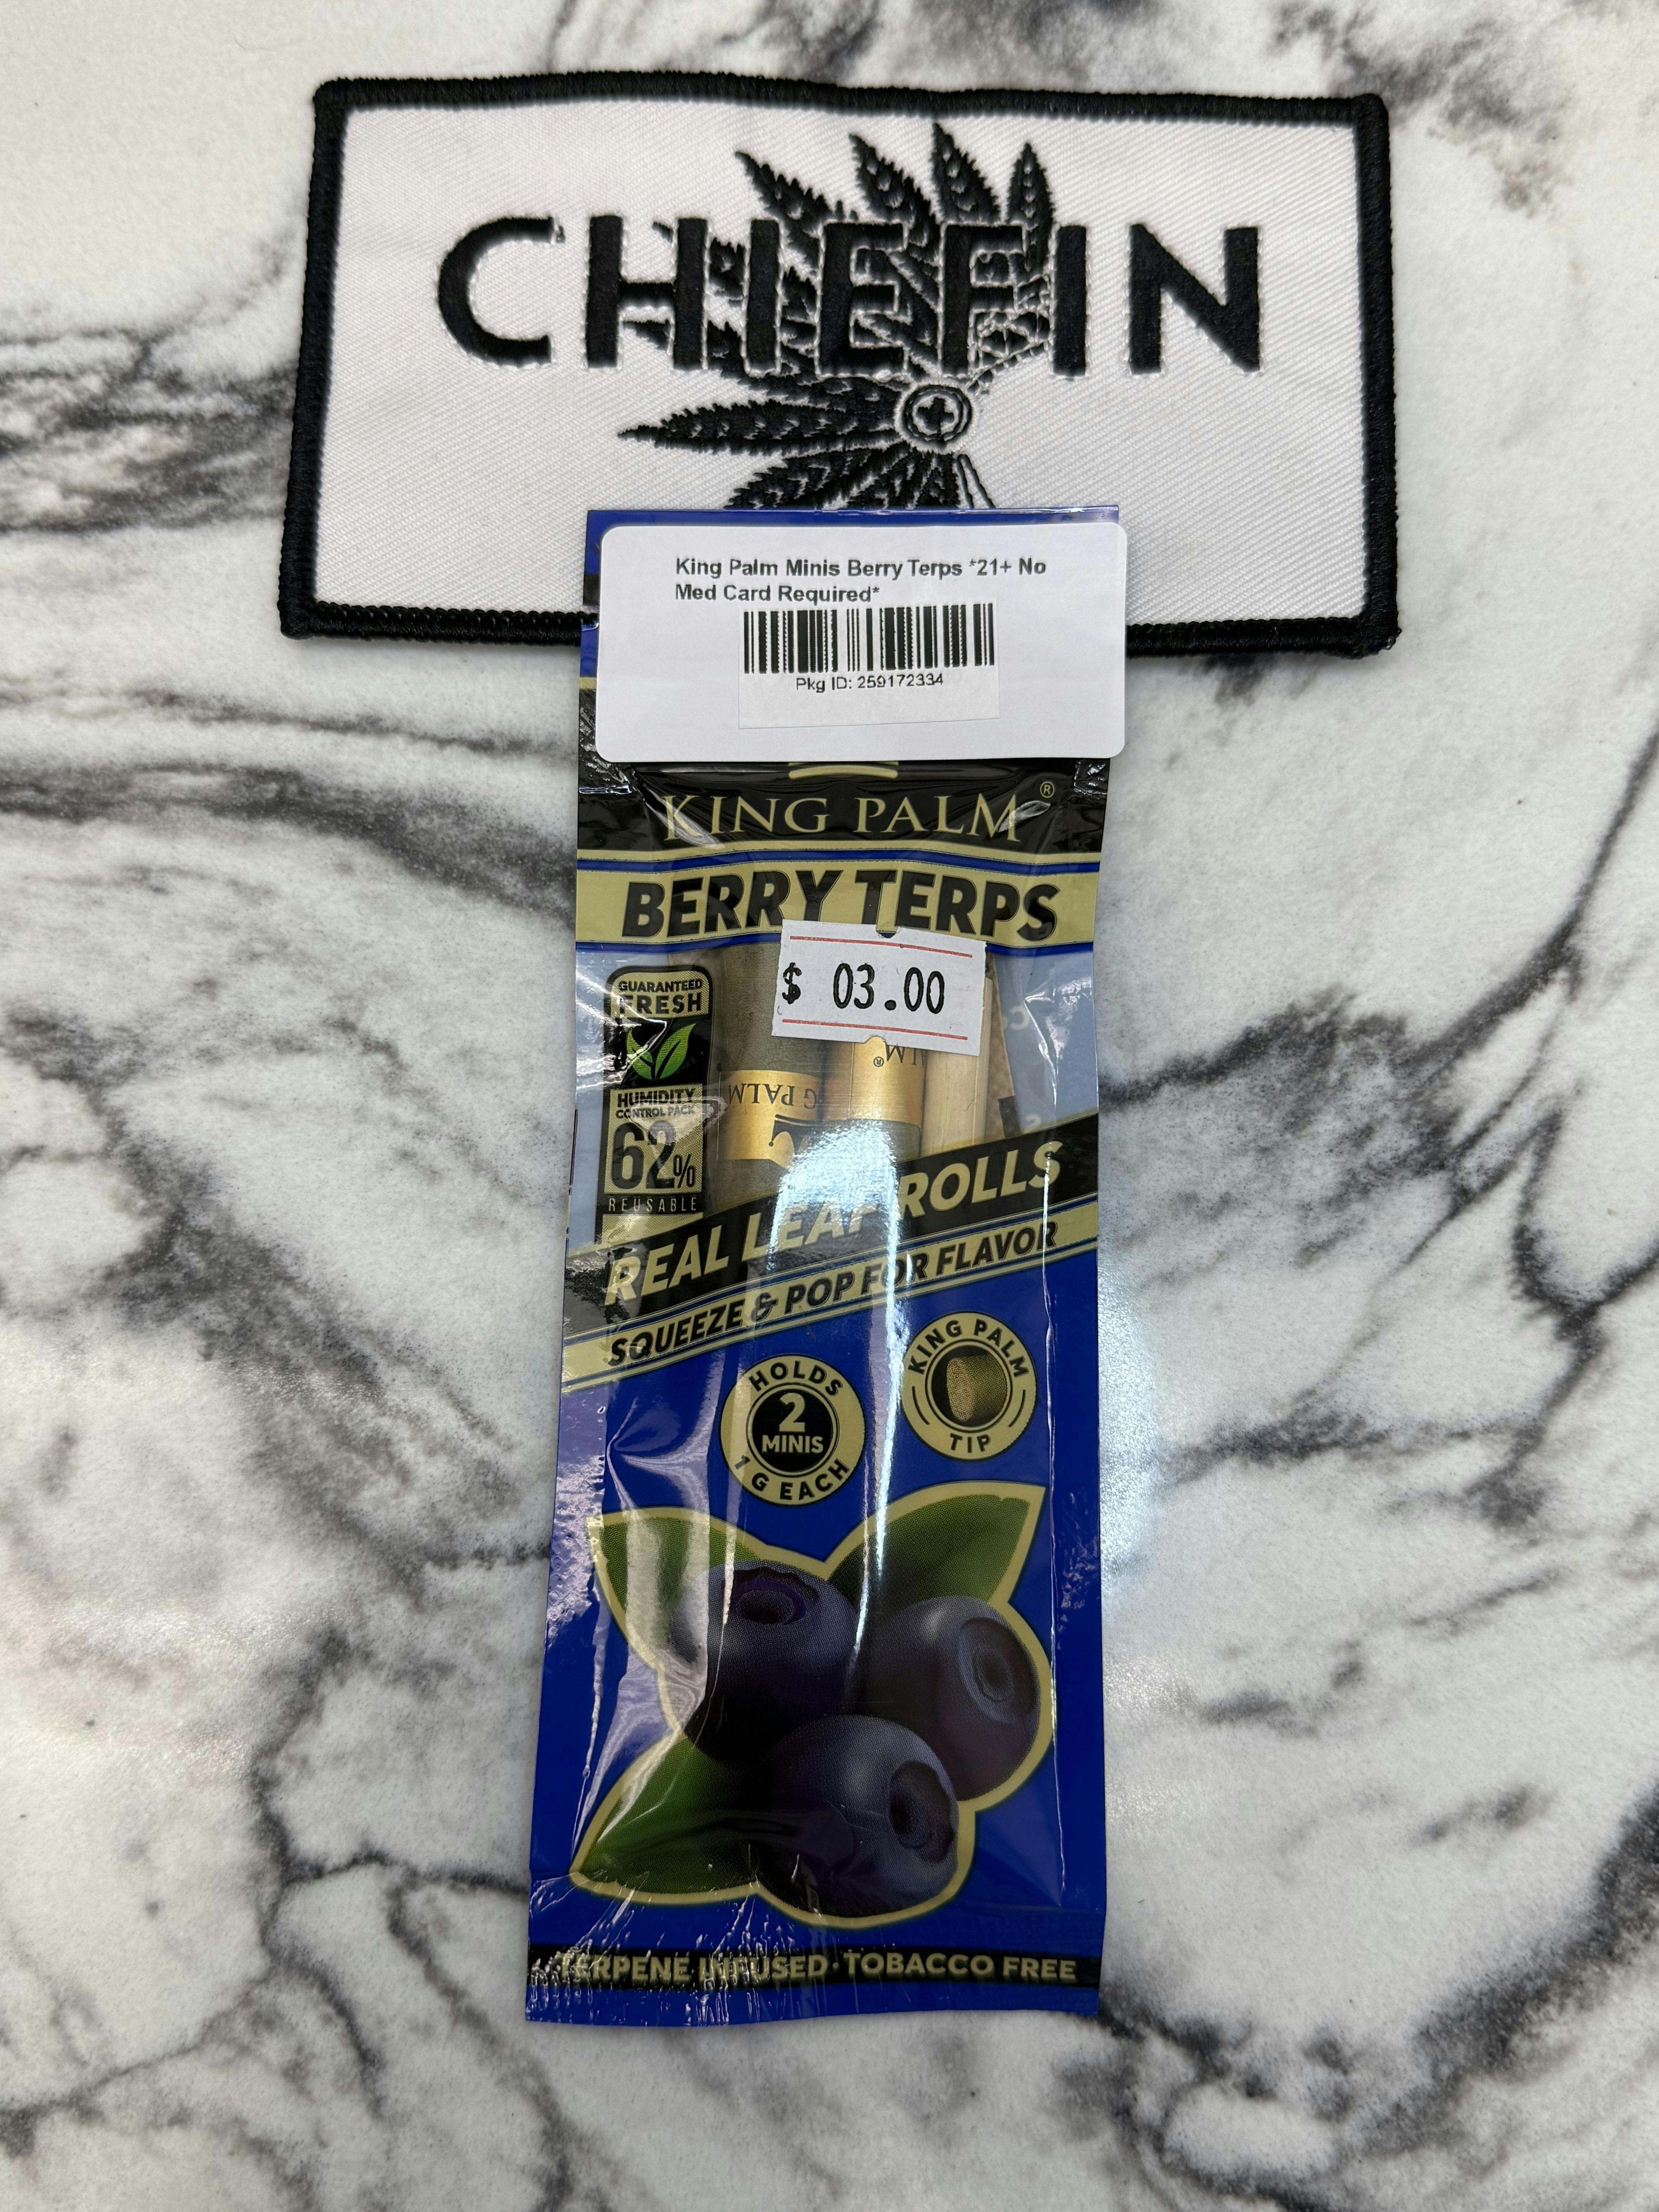 CHIEFIN
King Palm Minis Berry Terps *21+ No
Med Card Required*
Pkg ID: 259172334
KING PALM ®
BERRY TERPS
$ 03.00
GUARANTEED
FRESH
HUMIDITY
CONTROL PACK
62%
REUSABLE
LM®
G PALM
REAL LEAF ROLLS
SQUEEZE & POP FOR FLAVOR
HOLDS
2
MINIS
1G EACH
KING PALM
TIP
TERPENE INFUSED · TOBACCO FREE